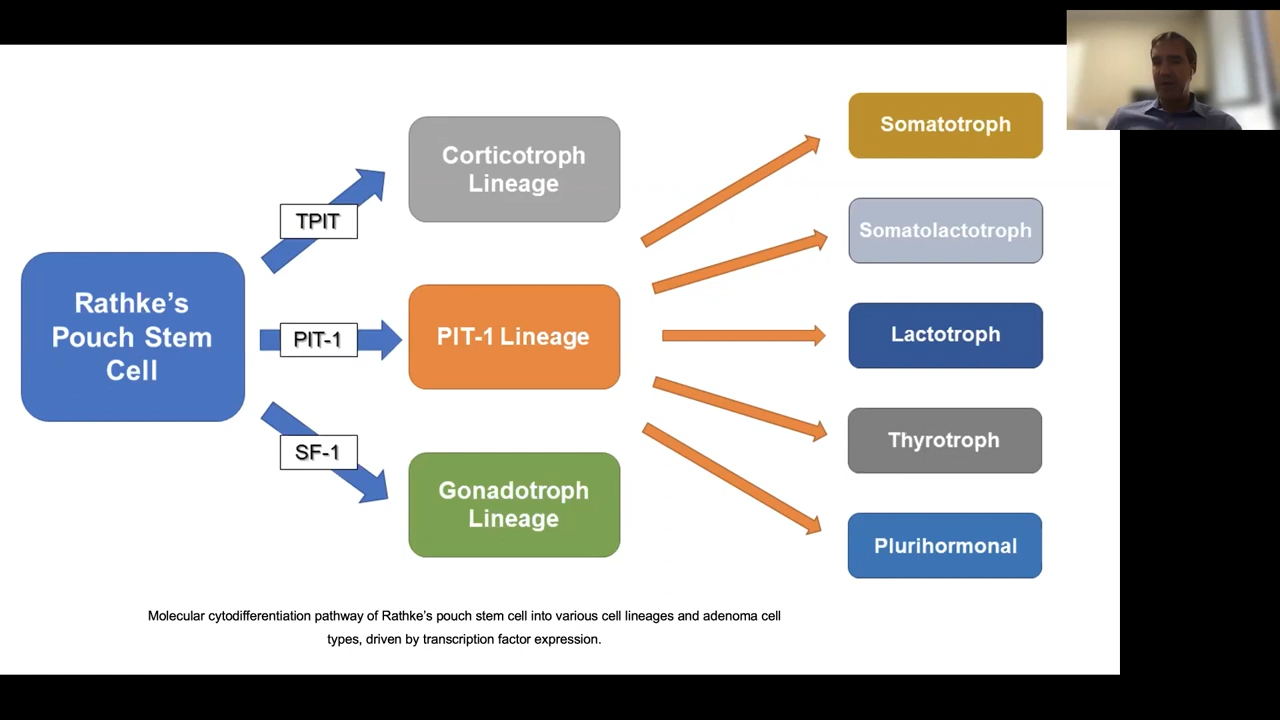 Rathke's
Pouch Stem
Cell
TPIT
PIT-1
SF-1
Corticotroph
Lineage
PIT-1 Lineage
Gonadotroph
Lineage
Somatotroph
Somatolactotroph
Lactotroph
Thyrotroph
Plurihormonal
Molecular cytodifferentiation pathway of Rathke's pouch stem cell into various cell lineages and adenoma cell
types, driven by transcription factor expression.